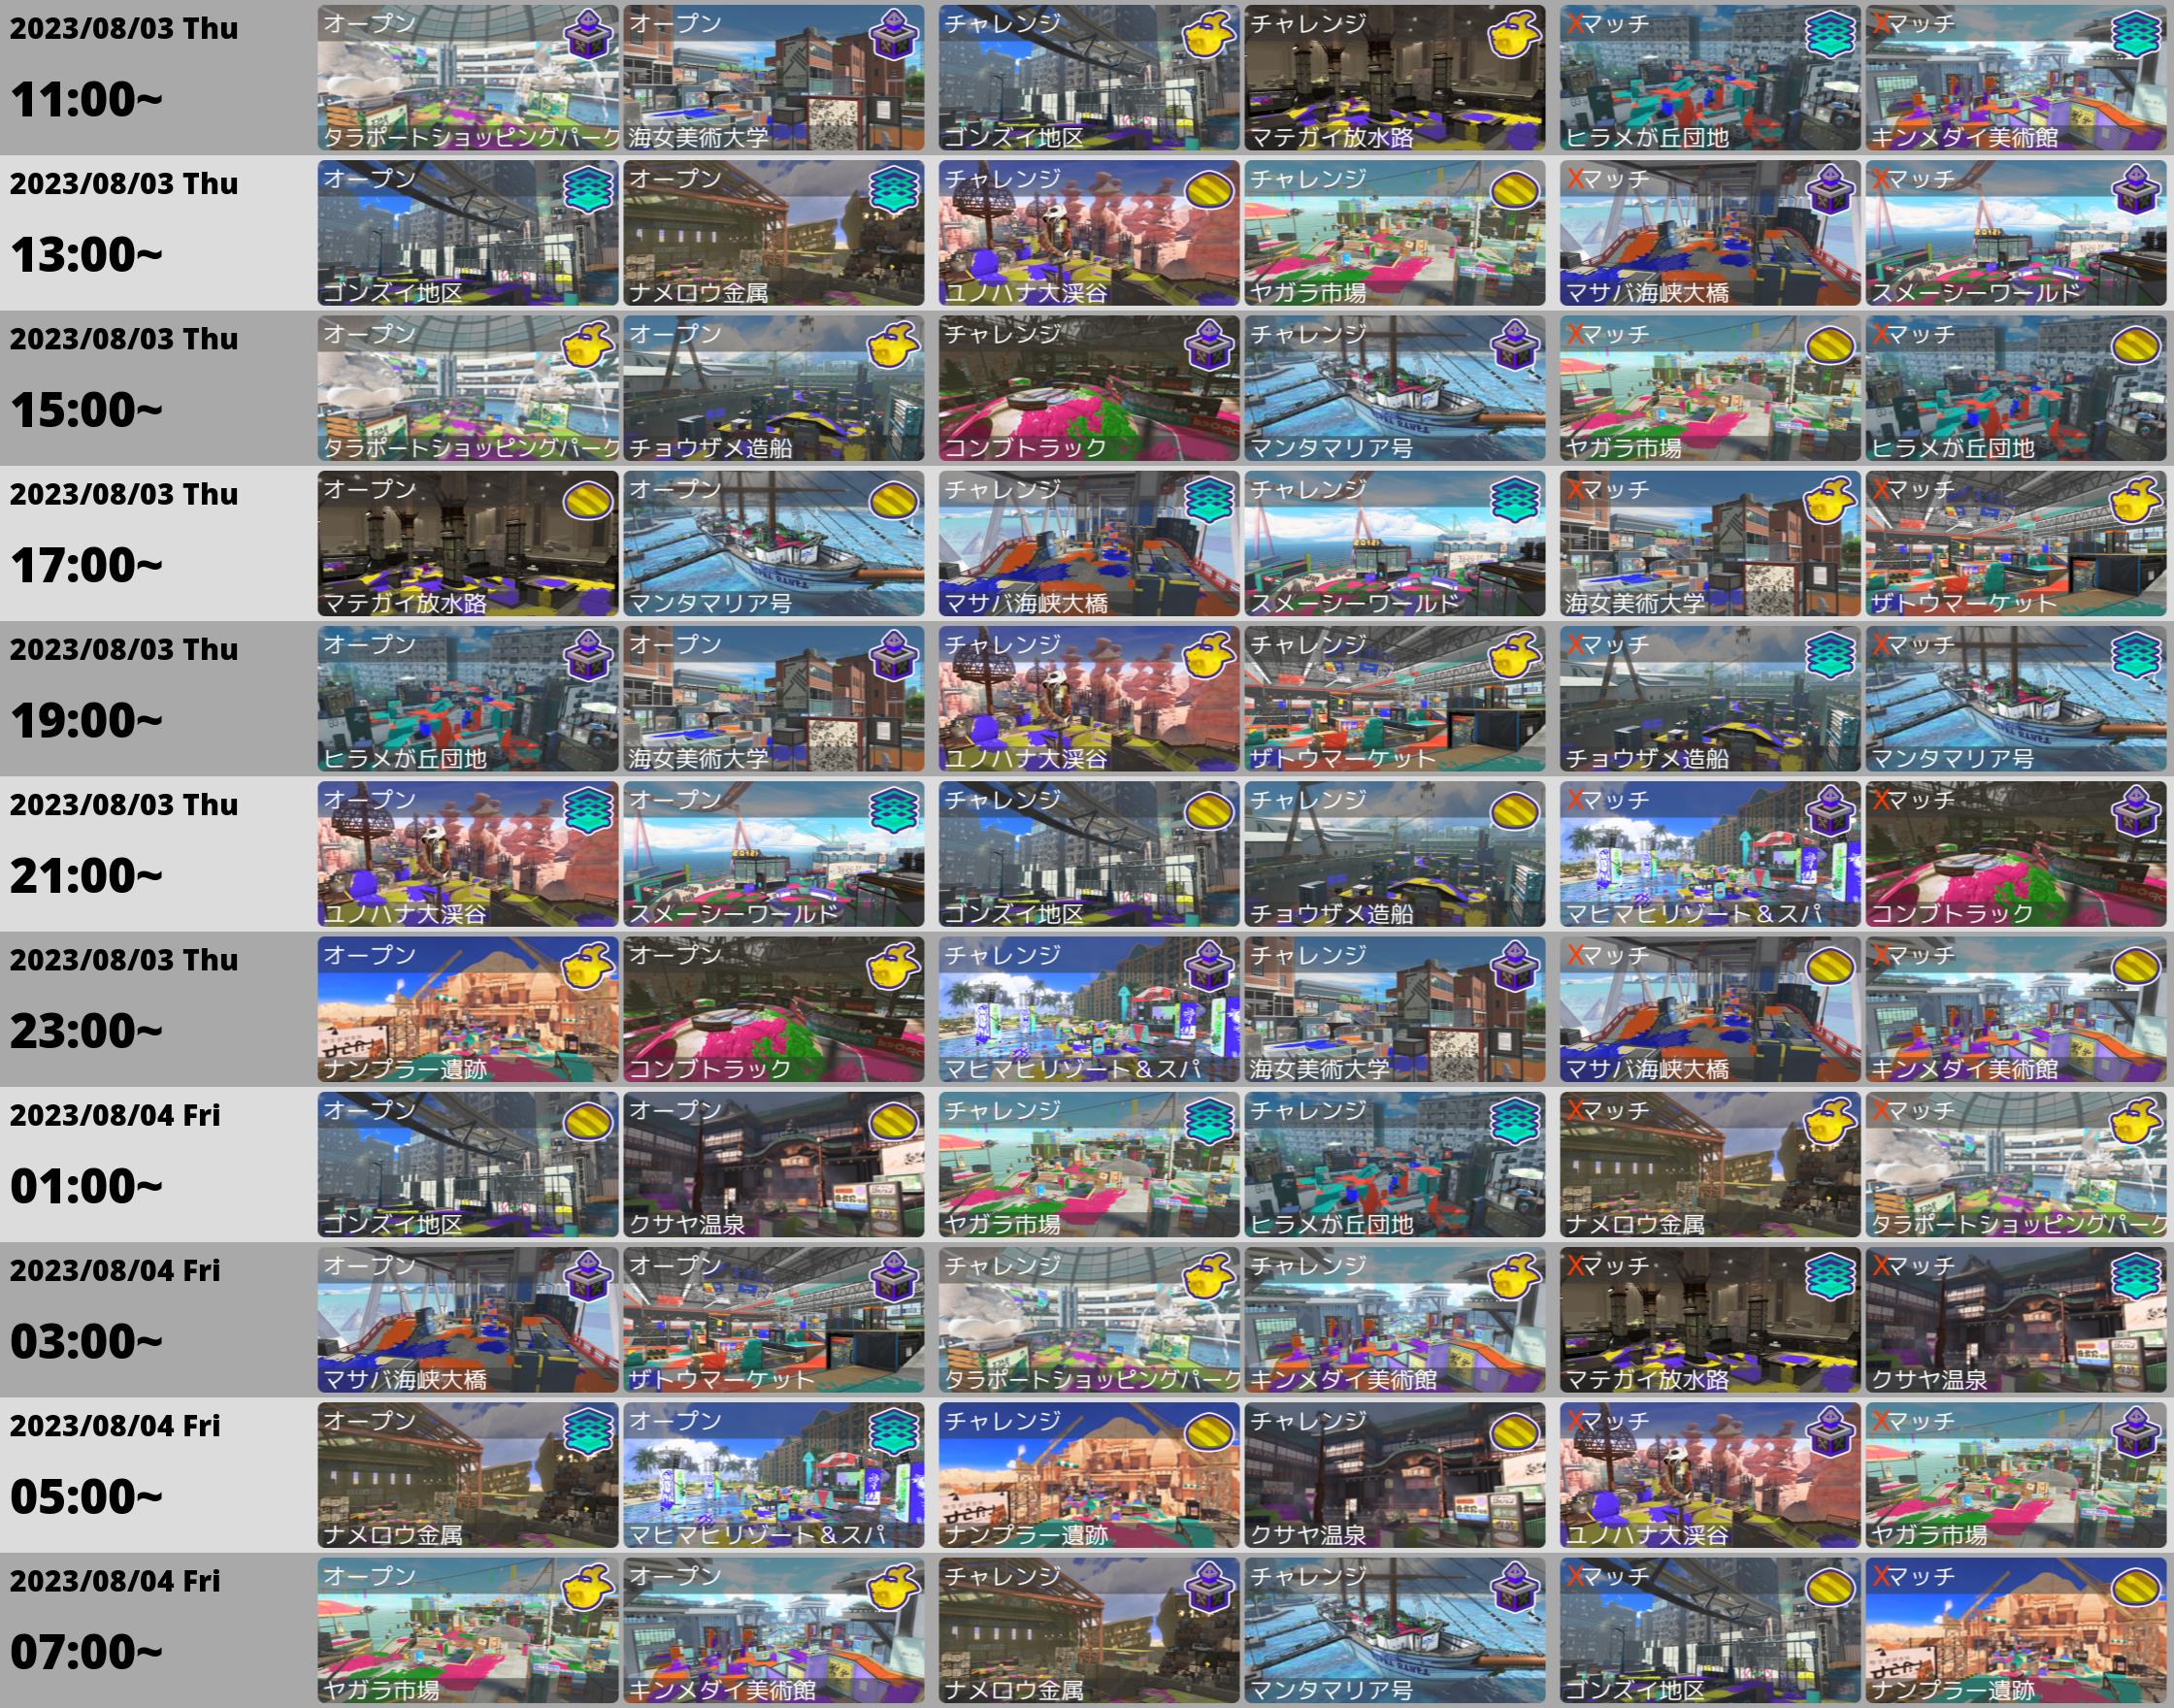 2023/08/03 Thu
11:00~
オープン オープン チャレンジ チャレンジ Xマッチ Xマッチ
タラポートショッピングパーク 海女美術大学 ゴンズイ地区 マテガイ放水路 ヒラメが丘団地 キンメダイ美術館
2023/08/03 Thu
13:00~
オープン オープン チャレンジ チャレンジ Xマッチ Xマッチ
ゴンズイ地区 ナメロウ金属 ユノハナ大渓谷 ヤガラ市場 マサバ海峡大橋 スメーシーワールド
2023/08/03 Thu
15:00~
オープン オープン チャレンジ チャレンジ Xマッチ Xマッチ
タラポートショッピングパーク チョウザメ造船 コンブトラック マンタマリア号 ヤガラ市場 ヒラメが丘団地
2023/08/03 Thu
17:00~
オープン オープン チャレンジ チャレンジ Xマッチ Xマッチ
マテガイ放水路 マンタマリア号 マサバ海峡大橋 スメーシーワールド 海女美術大学 ザトウマーケット
2023/08/03 Thu
19:00~
オープン オープン チャレンジ チャレンジ Xマッチ Xマッチ
ヒラメが丘団地 海女美術大学 ユノハナ大渓谷 ザトウマーケット チョウザメ造船 マンタマリア号
2023/08/03 Thu
21:00~
オープン オープン チャレンジ チャレンジ Xマッチ Xマッチ
ユノハナ大渓谷 スメーシーワールド ゴンズイ地区 チョウザメ造船 マヒマヒリゾート&スパ コンブトラック
2023/08/03 Thu
23:00~
オープン オープン チャレンジ チャレンジ Xマッチ Xマッチ
ナンプラー遺跡 コンブトラック マヒマヒリゾート&スパ 海女美術大学 マサバ海峡大橋 キンメダイ美術館
2023/08/04 Fri
01:00~
オープン オープン チャレンジ チャレンジ Xマッチ Xマッチ
ゴンズイ地区 クサヤ温泉 ヤガラ市場 ヒラメが丘団地 ナメロウ金属 タラポートショッピングパーク
2023/08/04 Fri
03:00~
オープン オープン チャレンジ チャレンジ Xマッチ Xマッチ
マサバ海峡大橋 ザトウマーケット タラポートショッピングパーク キンメダイ美術館 マテガイ放水路 クサヤ温泉
2023/08/04 Fri
05:00~
オープン オープン チャレンジ チャレンジ Xマッチ Xマッチ
ナメロウ金属 マヒマヒリゾート&スパ ナンプラー遺跡 クサヤ温泉 ユノハナ大渓谷 ヤガラ市場
2023/08/04 Fri
07:00~
オープン オープン チャレンジ チャレンジ Xマッチ Xマッチ
ヤガラ市場 キンメダイ美術館 ナメロウ金属 マンタマリア号 ゴンズイ地区 ナンプラー遺跡